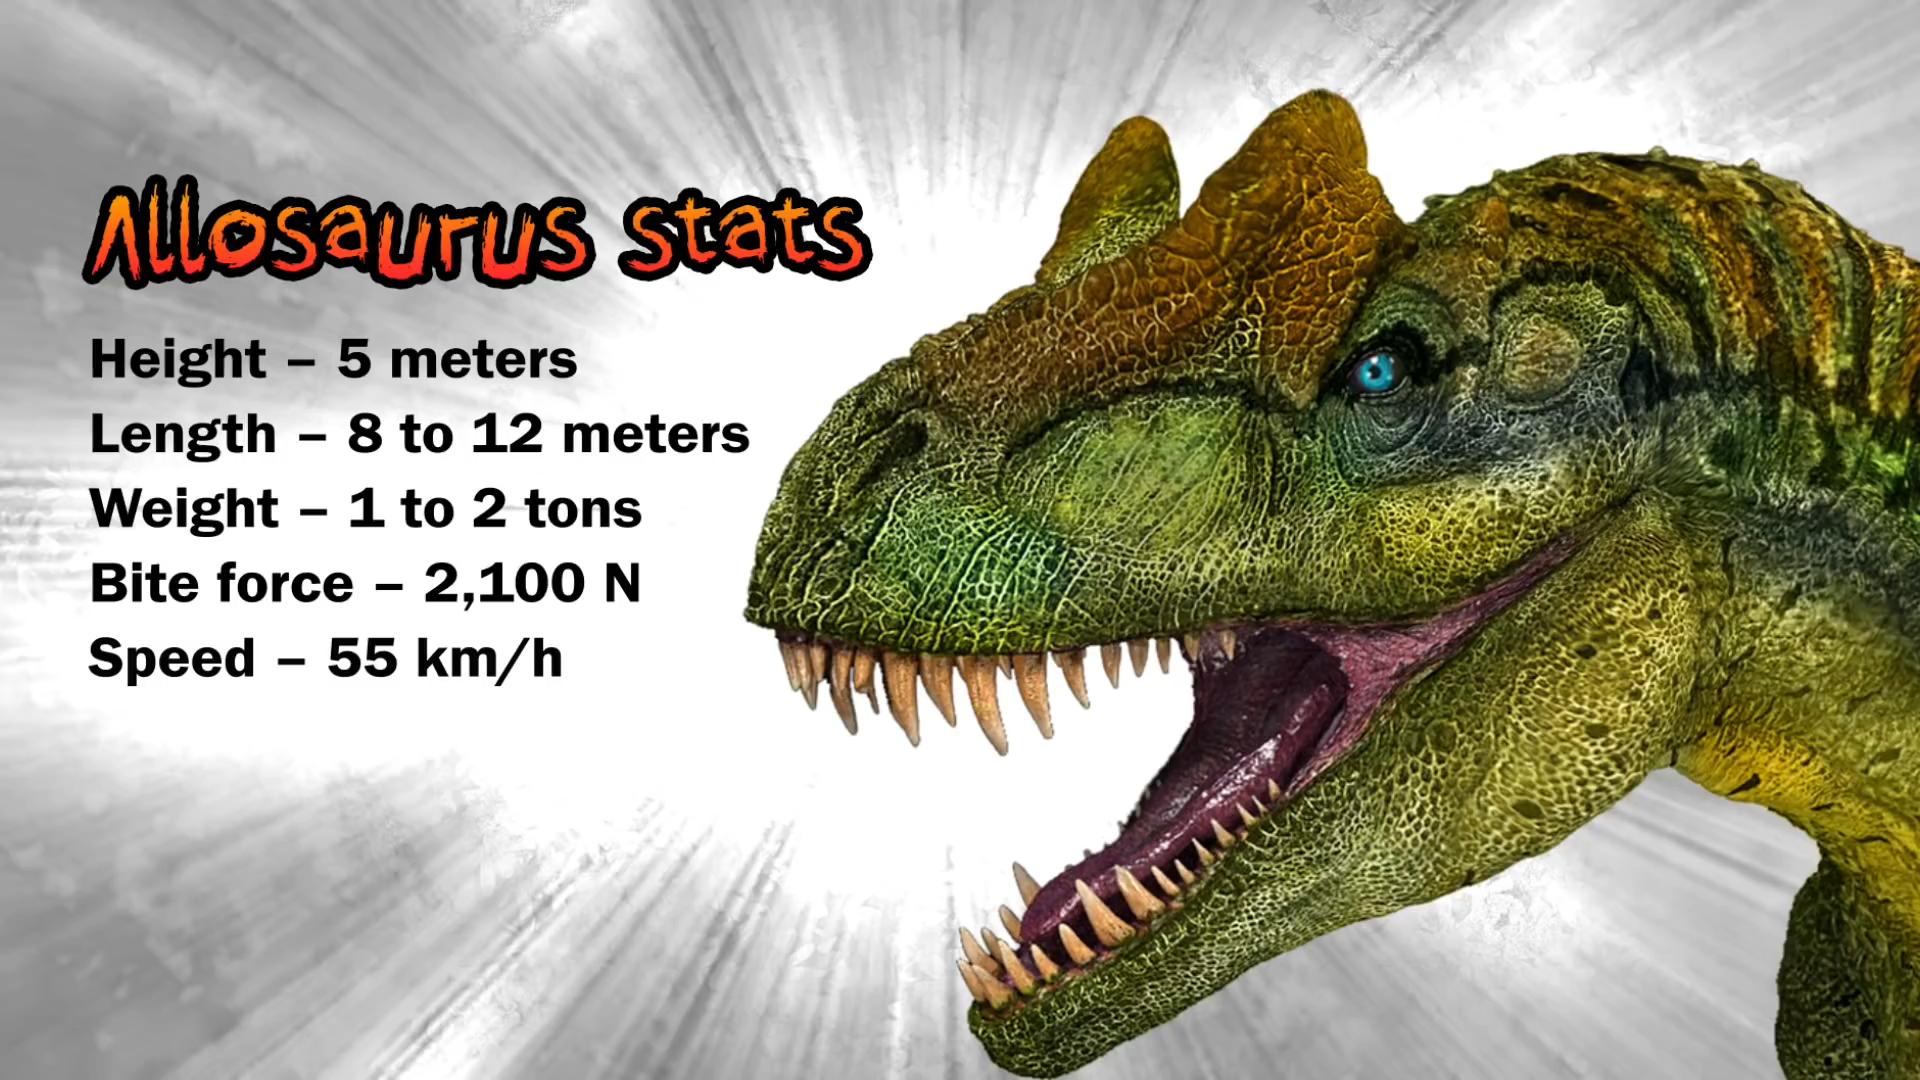 Allosaurus stats
Height – 5 meters
Length – 8 to 12 meters
Weight – 1 to 2 tons
Bite force – 2,100 N
Speed – 55 km/h